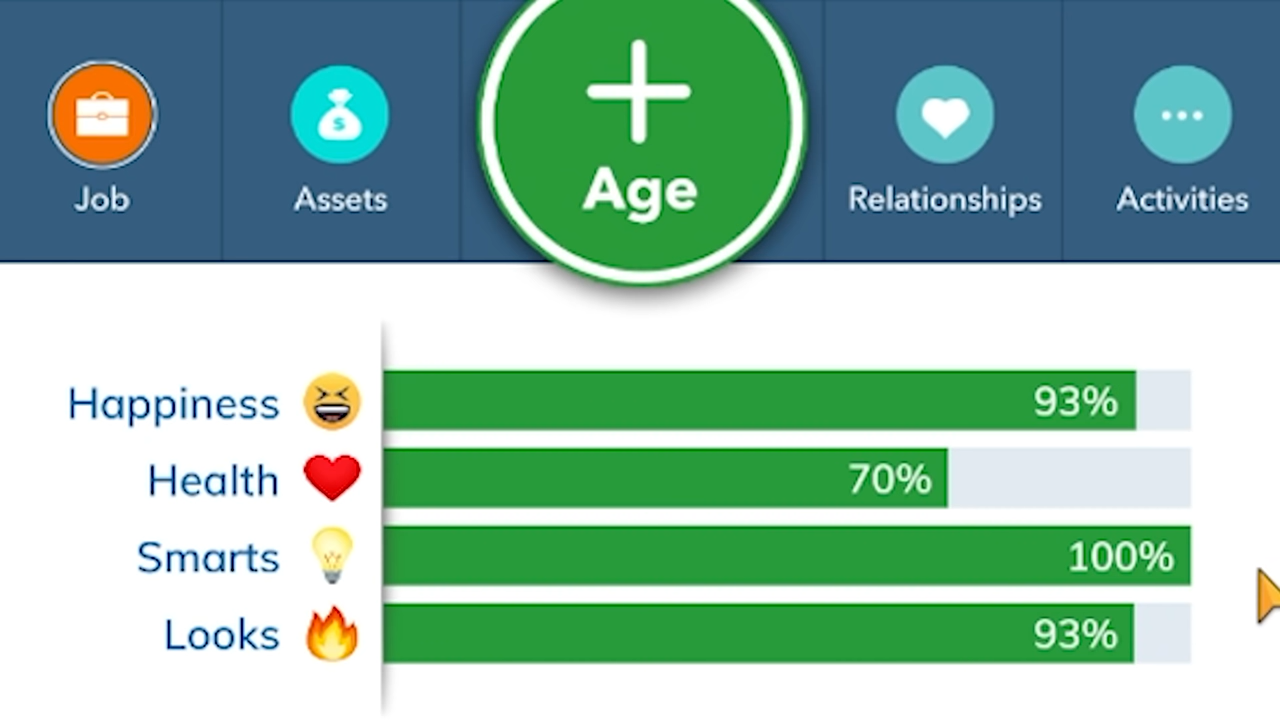 Age
Job
Assets
Relationships
Activities
Happiness 93%
Health 70%
Smarts 100%
Looks 93%